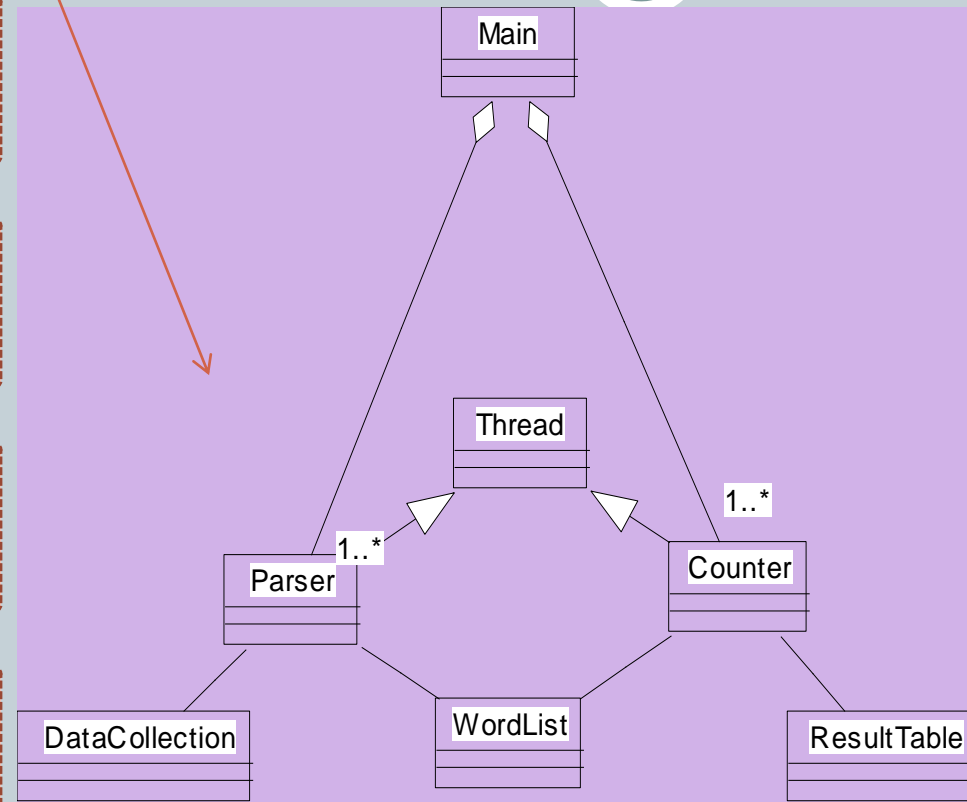 Main
Thread
1..*
1..*
Parser
Counter
DataCollection
WordList
ResultTable